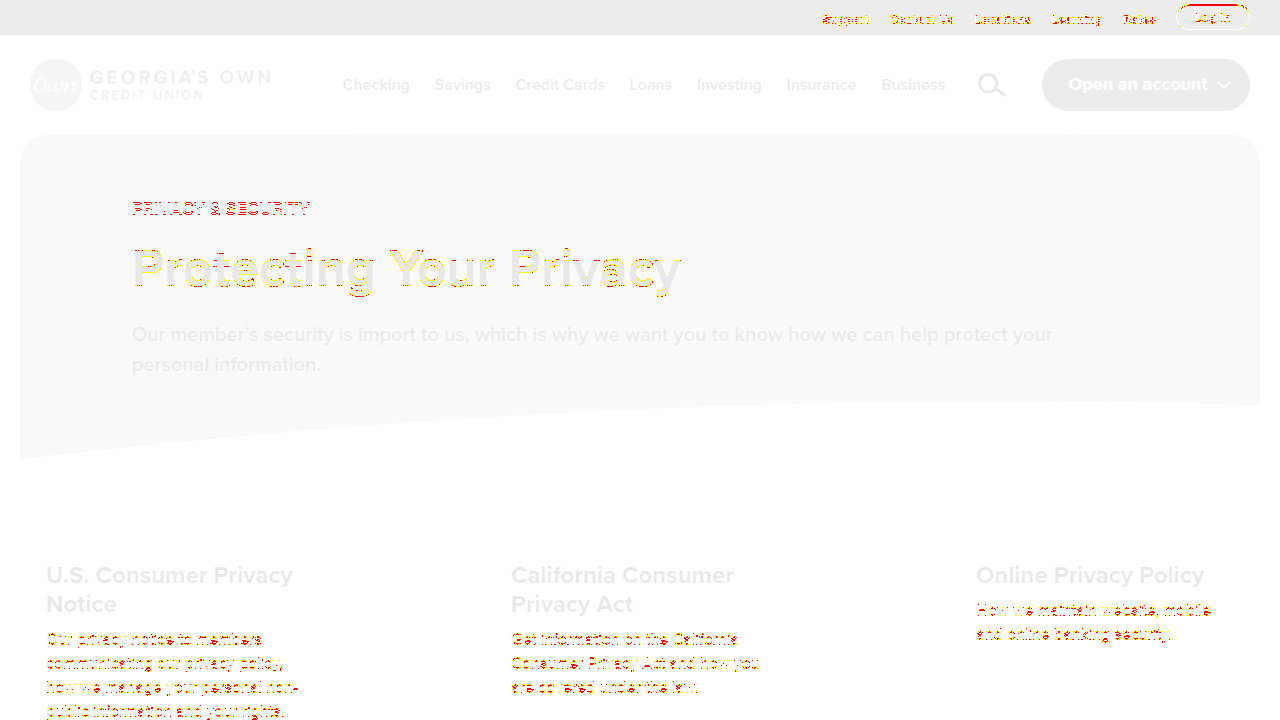 Support Contact Us Locations Learning Rates Log In
Own GEORGIA'S OWN
CREDIT UNION
Checking Savings Credit Cards Loans Investing Insurance Business Open an account
PRIVACY & SECURITY
Protecting Your Privacy
Our member's security is import to us, which is why we want you to know how we can help protect your
personal information.
U.S. Consumer Privacy
Notice
Our privacy notice to members
communicating our privacy policy,
how we manage your personal non-
public information and your rights.
California Consumer
Privacy Act
Get information on the California
Consumer Privacy Act and how you
are covered under the law.
Online Privacy Policy
How we maintain website, mobile
and online banking security.